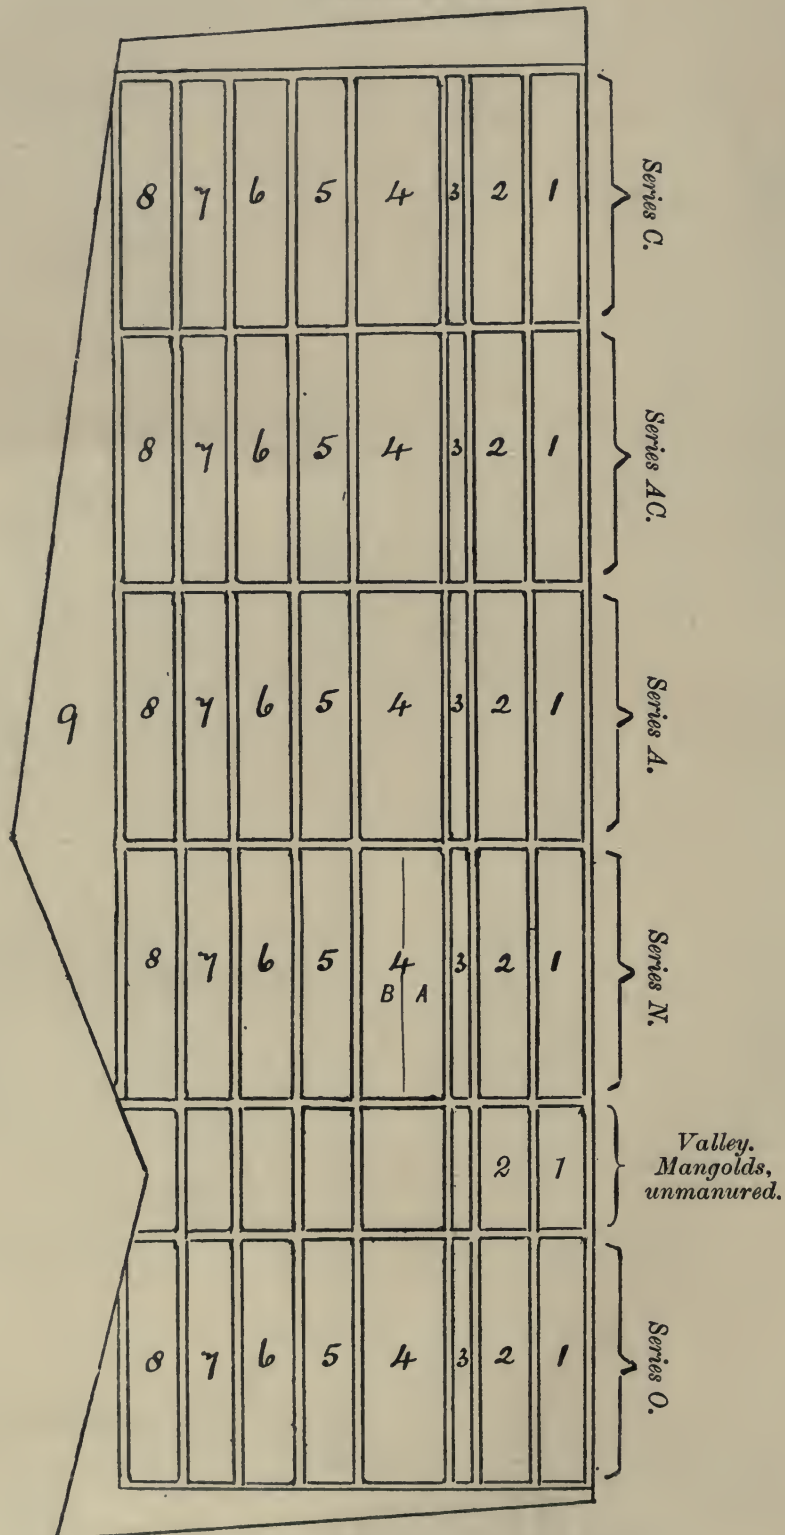 8 7 6 5 4 3 2 1
Series C.
8 7 6 5 4 3 2 1
Series AC.
9
8 7 6 5 4 3 2 1
Series A.
8 7 6 5 4 3 2 1
B A
Series N.
2 1
Valley.
Mangolds,
unmanured.
8 7 6 5 4 3 2 1
Series O.